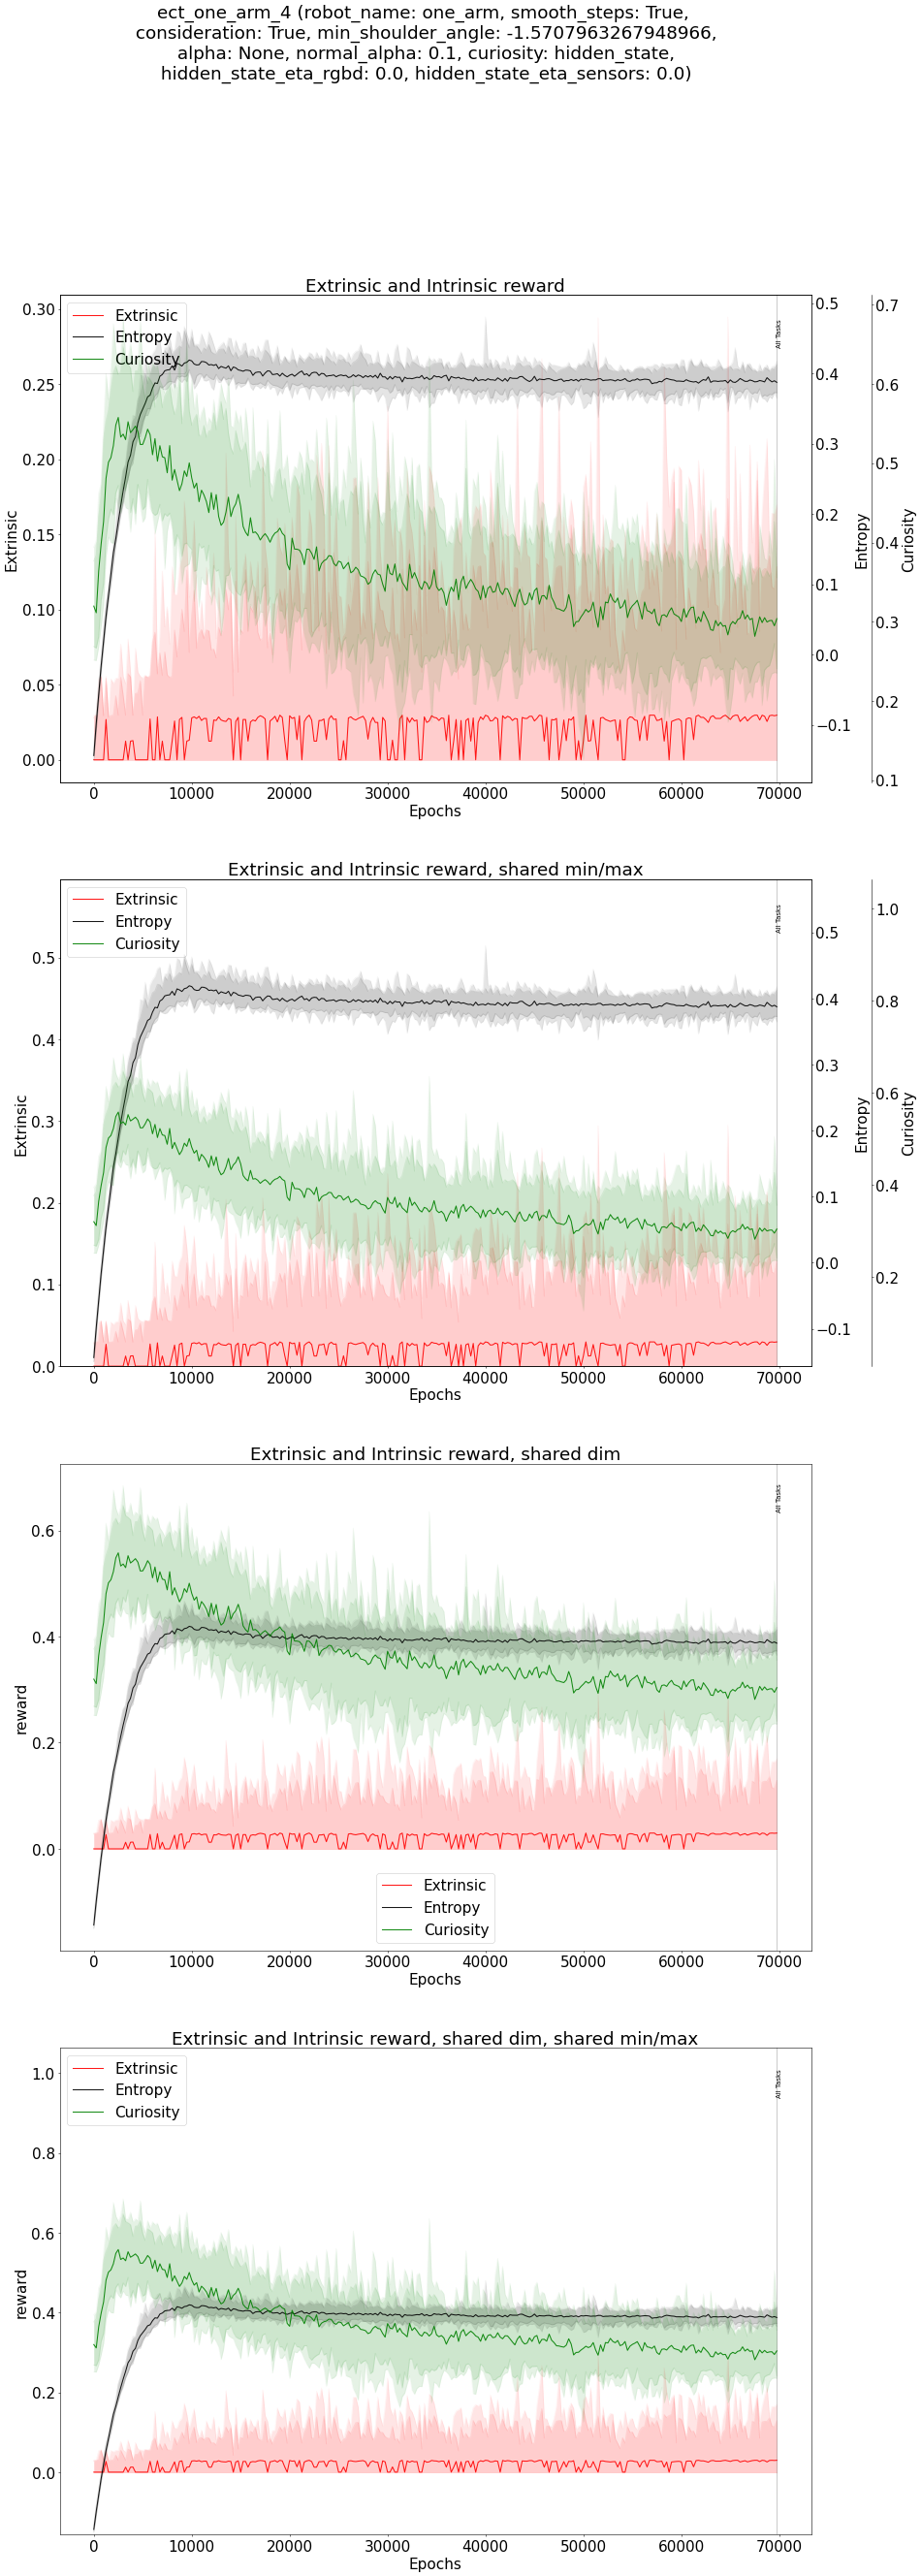 ect_one_arm_4 (robot_name: one_arm, smooth_steps: True,
consideration: True, min_shoulder_angle: -1.5707963267948966,
alpha: None, normal_alpha: 0.1, curiosity: hidden_state,
hidden_state_eta_rgbd: 0.0, hidden_state_eta_sensors: 0.0)
Extrinsic and Intrinsic reward
Extrinsic
Entropy
Curiosity
All Tasks
0.30
0.25
0.20
0.15
0.10
0.05
0.00
Extrinsic
0.5
0.4
0.3
0.2
0.1
0.0
−0.1
Entropy
0.7
0.6
0.5
0.4
0.3
0.2
0.1
Curiosity
0 10000 20000 30000 40000 50000 60000 70000
Epochs
Extrinsic and Intrinsic reward, shared min/max
Extrinsic
Entropy
Curiosity
All Tasks
0.5
0.4
0.3
0.2
0.1
0.0
Extrinsic
0.5
0.4
0.3
0.2
0.1
0.0
−0.1
Entropy
1.0
0.8
0.6
0.4
0.2
Curiosity
0 10000 20000 30000 40000 50000 60000 70000
Epochs
Extrinsic and Intrinsic reward, shared dim
All Tasks
0.6
0.4
0.2
0.0
reward
Extrinsic
Entropy
Curiosity
0 10000 20000 30000 40000 50000 60000 70000
Epochs
Extrinsic and Intrinsic reward, shared dim, shared min/max
Extrinsic
Entropy
Curiosity
All Tasks
1.0
0.8
0.6
0.4
0.2
0.0
reward
0 10000 20000 30000 40000 50000 60000 70000
Epochs